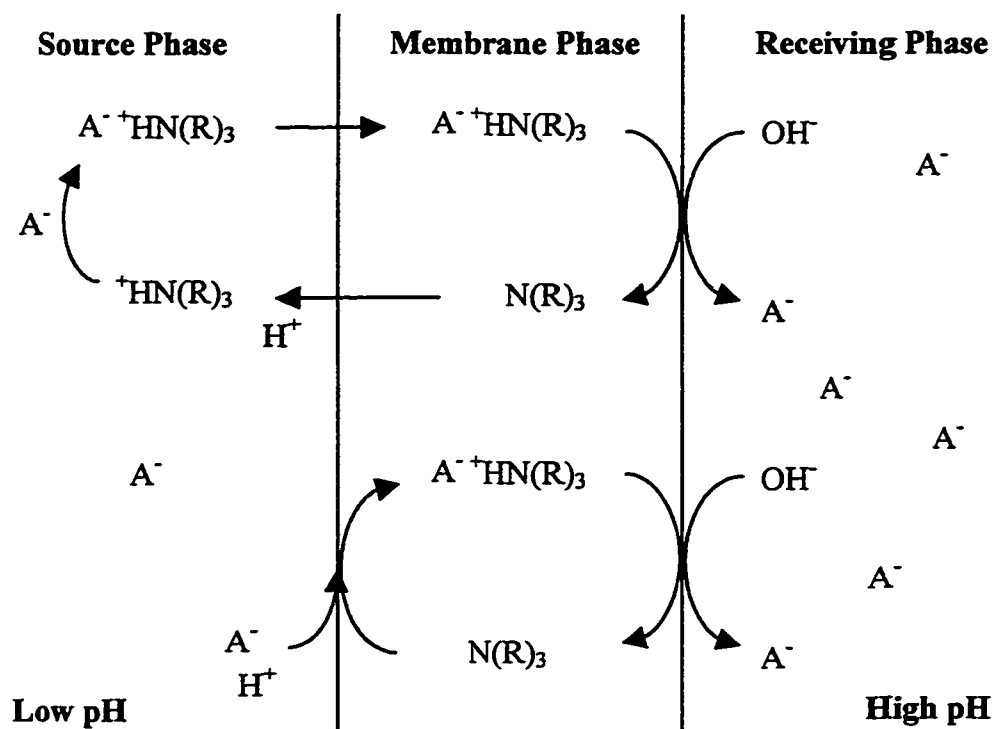 Source Phase Membrane Phase Receiving Phase
A⁻ ⁺HN(R)₃ A⁻ ⁺HN(R)₃ OH⁻
A⁻
A⁻
⁺HN(R)₃ N(R)₃ A⁻
H⁺
A⁻
A⁻
A⁻ A⁻ ⁺HN(R)₃ OH⁻
A⁻
A⁻ N(R)₃ A⁻
H⁺
Low pH High pH